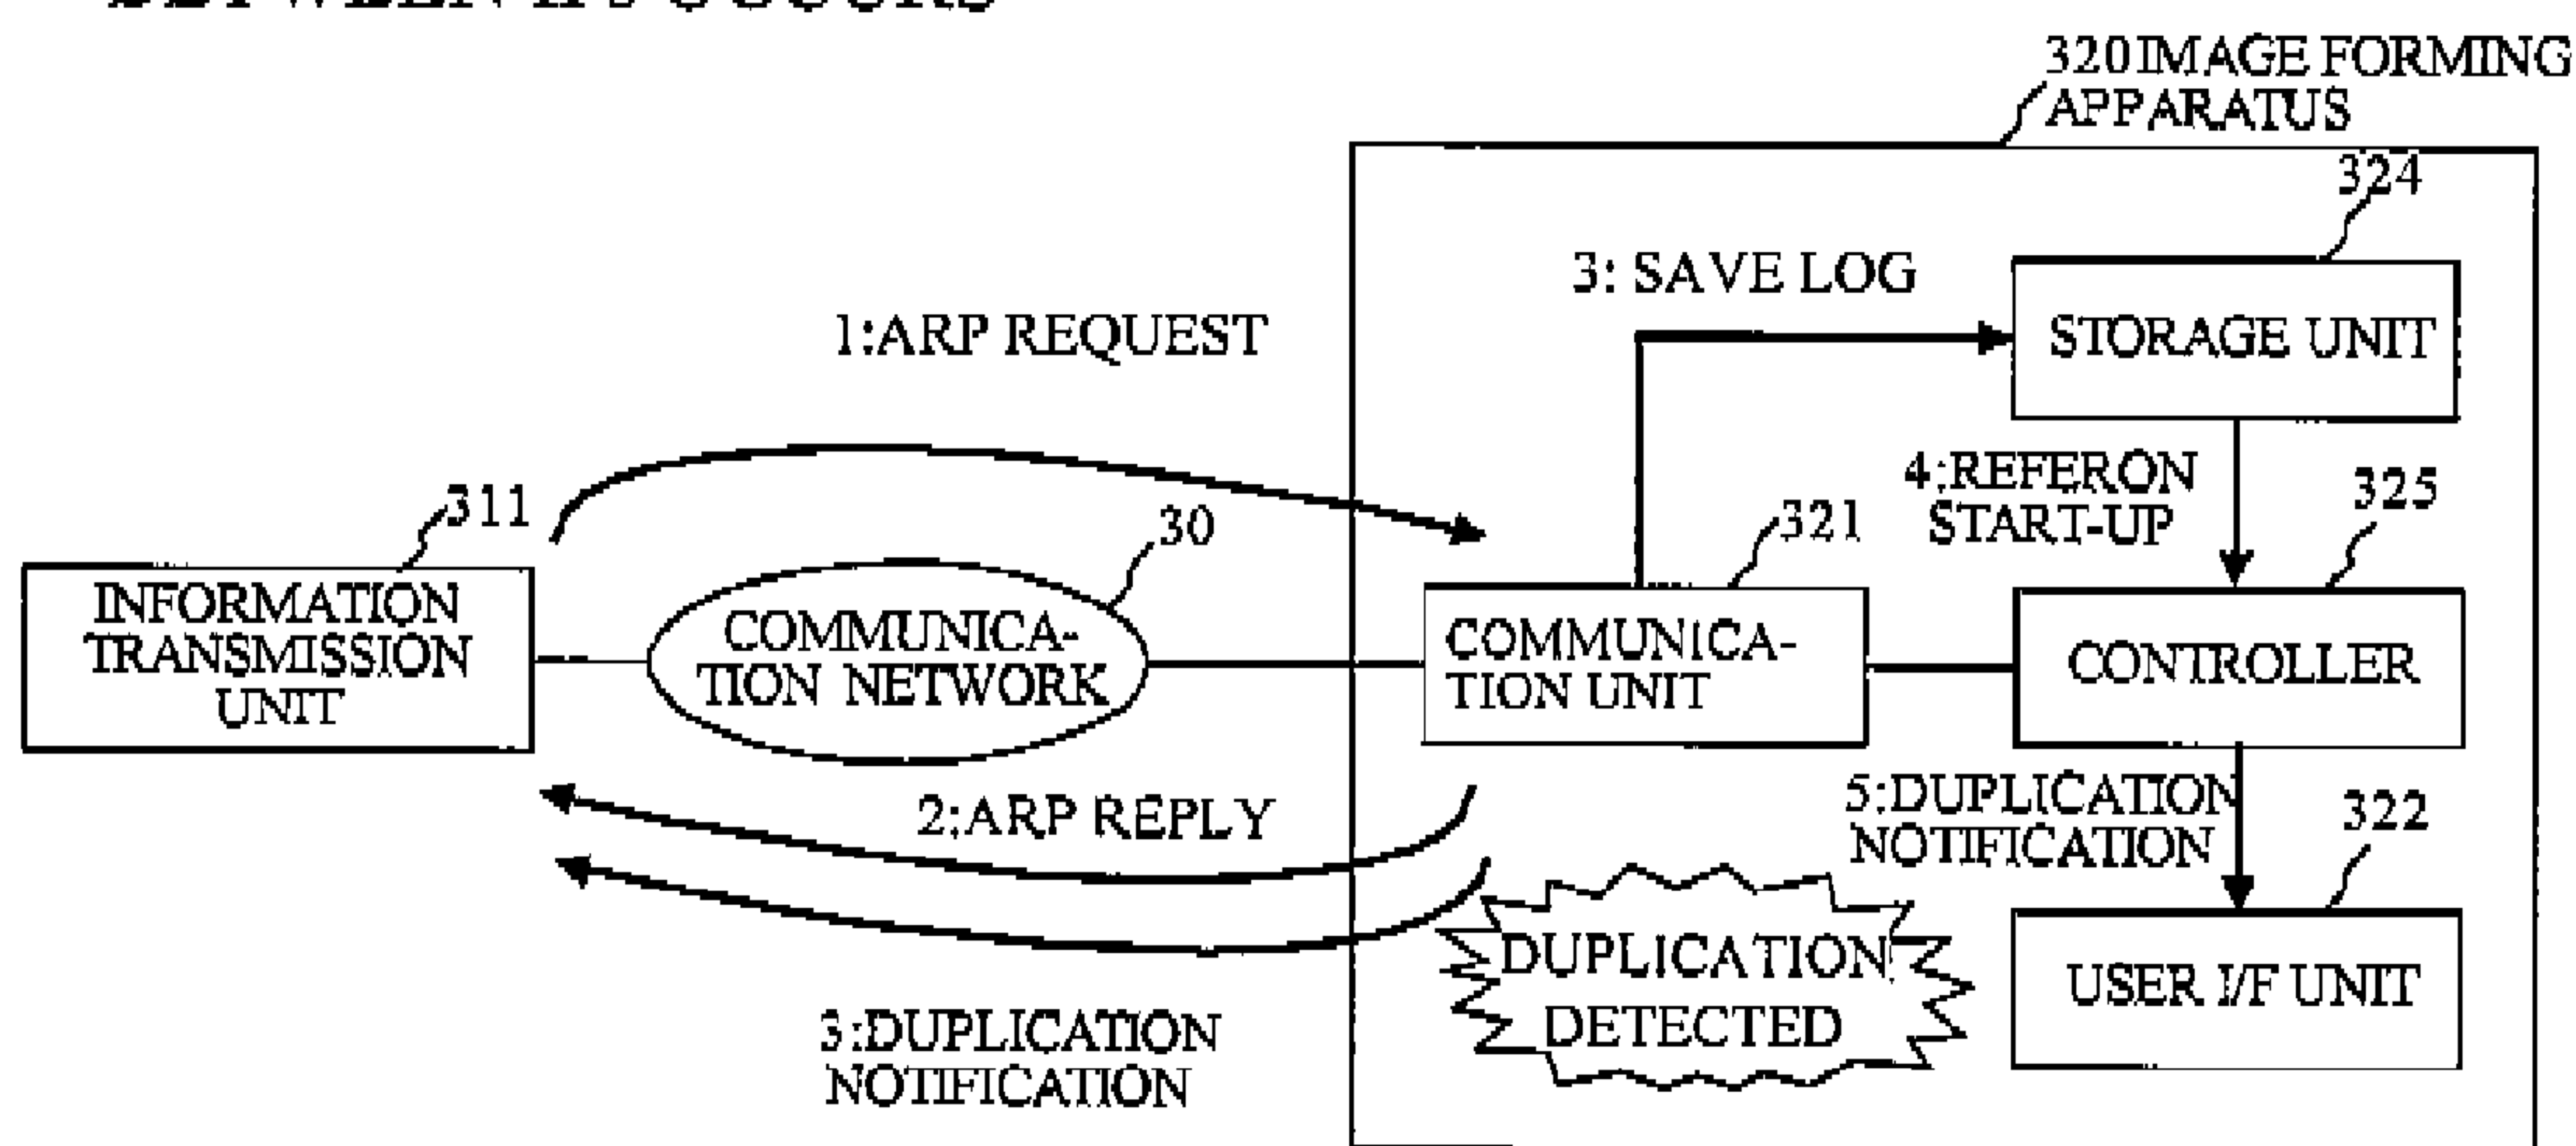 320 IMAGE FORMING
APPARATUS
324
3: SAVE LOG
STORAGE UNIT
1:ARP REQUEST
4:REFERON
START-UP
325
311
30
321
INFORMATION
TRANSMISSION
UNIT
COMMUNICA-
TION NETWORK
COMMUNICA-
TION UNIT
CONTROLLER
2:ARP REPLY
5:DUPLICATION
NOTIFICATION
322
DUPLICATION
DETECTED
USER I/F UNIT
3:DUPLICATION
NOTIFICATION